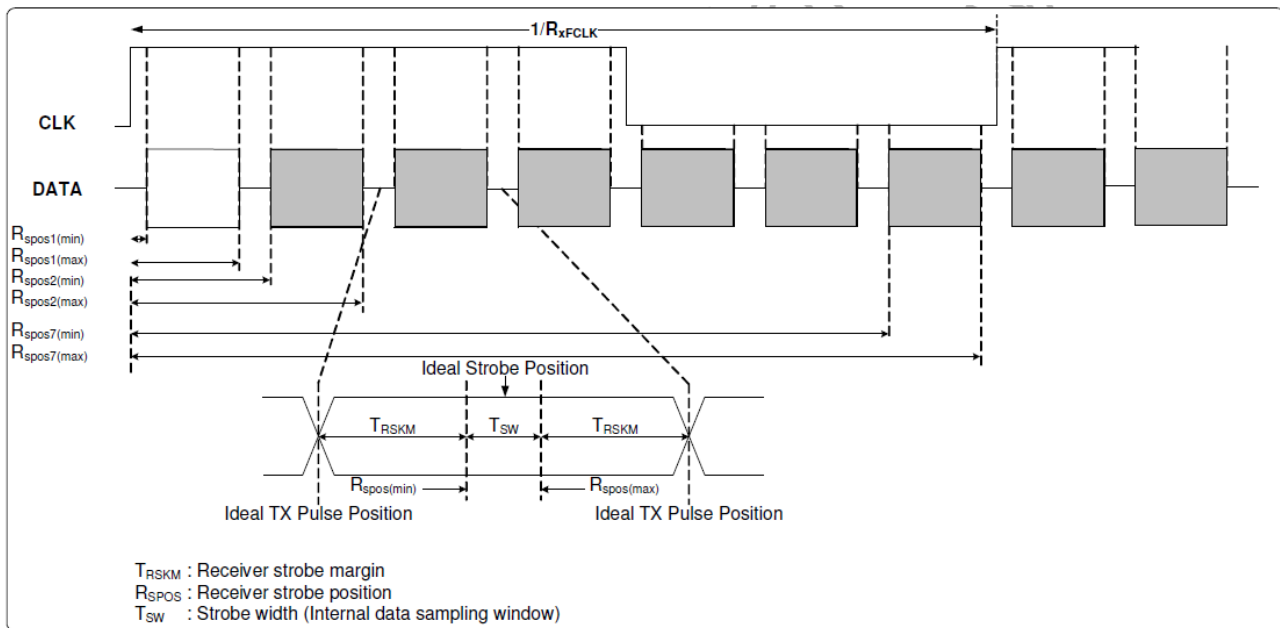 1/RxFCLK
CLK
DATA
Rspos1(min)
Rspos1(max)
Rspos2(min)
Rspos2(max)
Rspos7(min)
Rspos7(max)
Ideal Strobe Position
TRSKM TSW TRSKM
Rspos(min) Rspos(max)
Ideal TX Pulse Position Ideal TX Pulse Position
TRSKM : Receiver strobe margin
RSPOS : Receiver strobe position
TSW : Strobe width (Internal data sampling window)